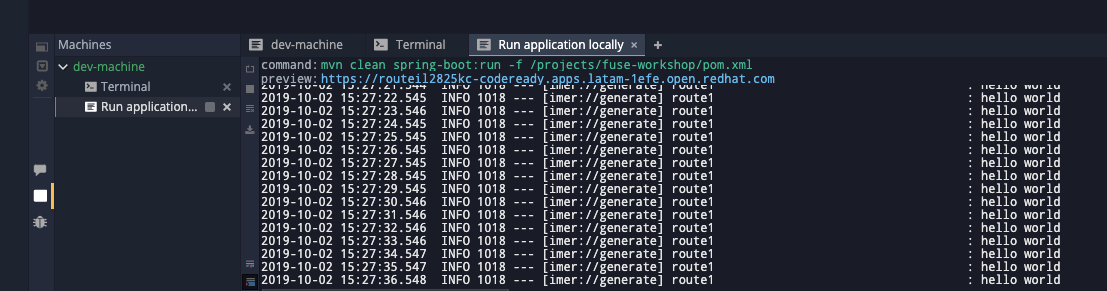 Machines
dev-machine
Terminal
Run application locally
dev-machine
command: mvn clean spring-boot:run -f /projects/fuse-workshop/pom.xml
Terminal
preview: https://routeil2825kc-codeready.apps.latam-1efe.open.redhat.com
Run application...
2019-10-02 15:27:21.544 INFO 1018 --- [imer://generate] route1 : hello world
2019-10-02 15:27:22.545 INFO 1018 --- [imer://generate] route1 : hello world
2019-10-02 15:27:23.546 INFO 1018 --- [imer://generate] route1 : hello world
2019-10-02 15:27:24.545 INFO 1018 --- [imer://generate] route1 : hello world
2019-10-02 15:27:25.545 INFO 1018 --- [imer://generate] route1 : hello world
2019-10-02 15:27:26.545 INFO 1018 --- [imer://generate] route1 : hello world
2019-10-02 15:27:27.545 INFO 1018 --- [imer://generate] route1 : hello world
2019-10-02 15:27:28.545 INFO 1018 --- [imer://generate] route1 : hello world
2019-10-02 15:27:29.545 INFO 1018 --- [imer://generate] route1 : hello world
2019-10-02 15:27:30.546 INFO 1018 --- [imer://generate] route1 : hello world
2019-10-02 15:27:31.546 INFO 1018 --- [imer://generate] route1 : hello world
2019-10-02 15:27:32.546 INFO 1018 --- [imer://generate] route1 : hello world
2019-10-02 15:27:33.546 INFO 1018 --- [imer://generate] route1 : hello world
2019-10-02 15:27:34.547 INFO 1018 --- [imer://generate] route1 : hello world
2019-10-02 15:27:35.547 INFO 1018 --- [imer://generate] route1 : hello world
2019-10-02 15:27:36.548 INFO 1018 --- [imer://generate] route1 : hello world